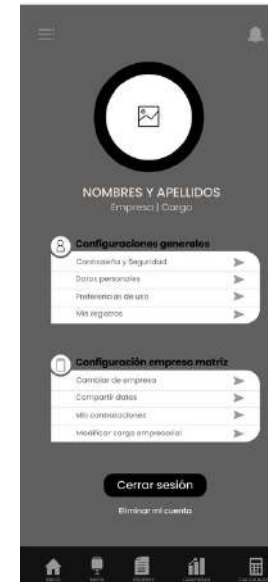 NOMBRES Y APELLIDOS
Empresa | Cargo
Configuraciones generales
Contraseña y Seguridad
Datos personales
Preferencias de uso
Mis registros
Configuración empresa matriz
Cambiar de empresa
Compartir datos
Mis contrataciones
Modificar cargo empresarial
Cerrar sesión
Eliminar mi cuenta